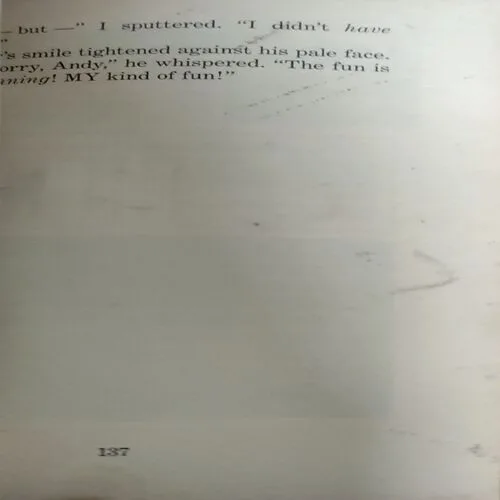 — but —" I sputtered. "I didn't have
"
's smile tightened against his pale face.
orry, Andy," he whispered. "The fun is
nning! MY kind of fun!"
137